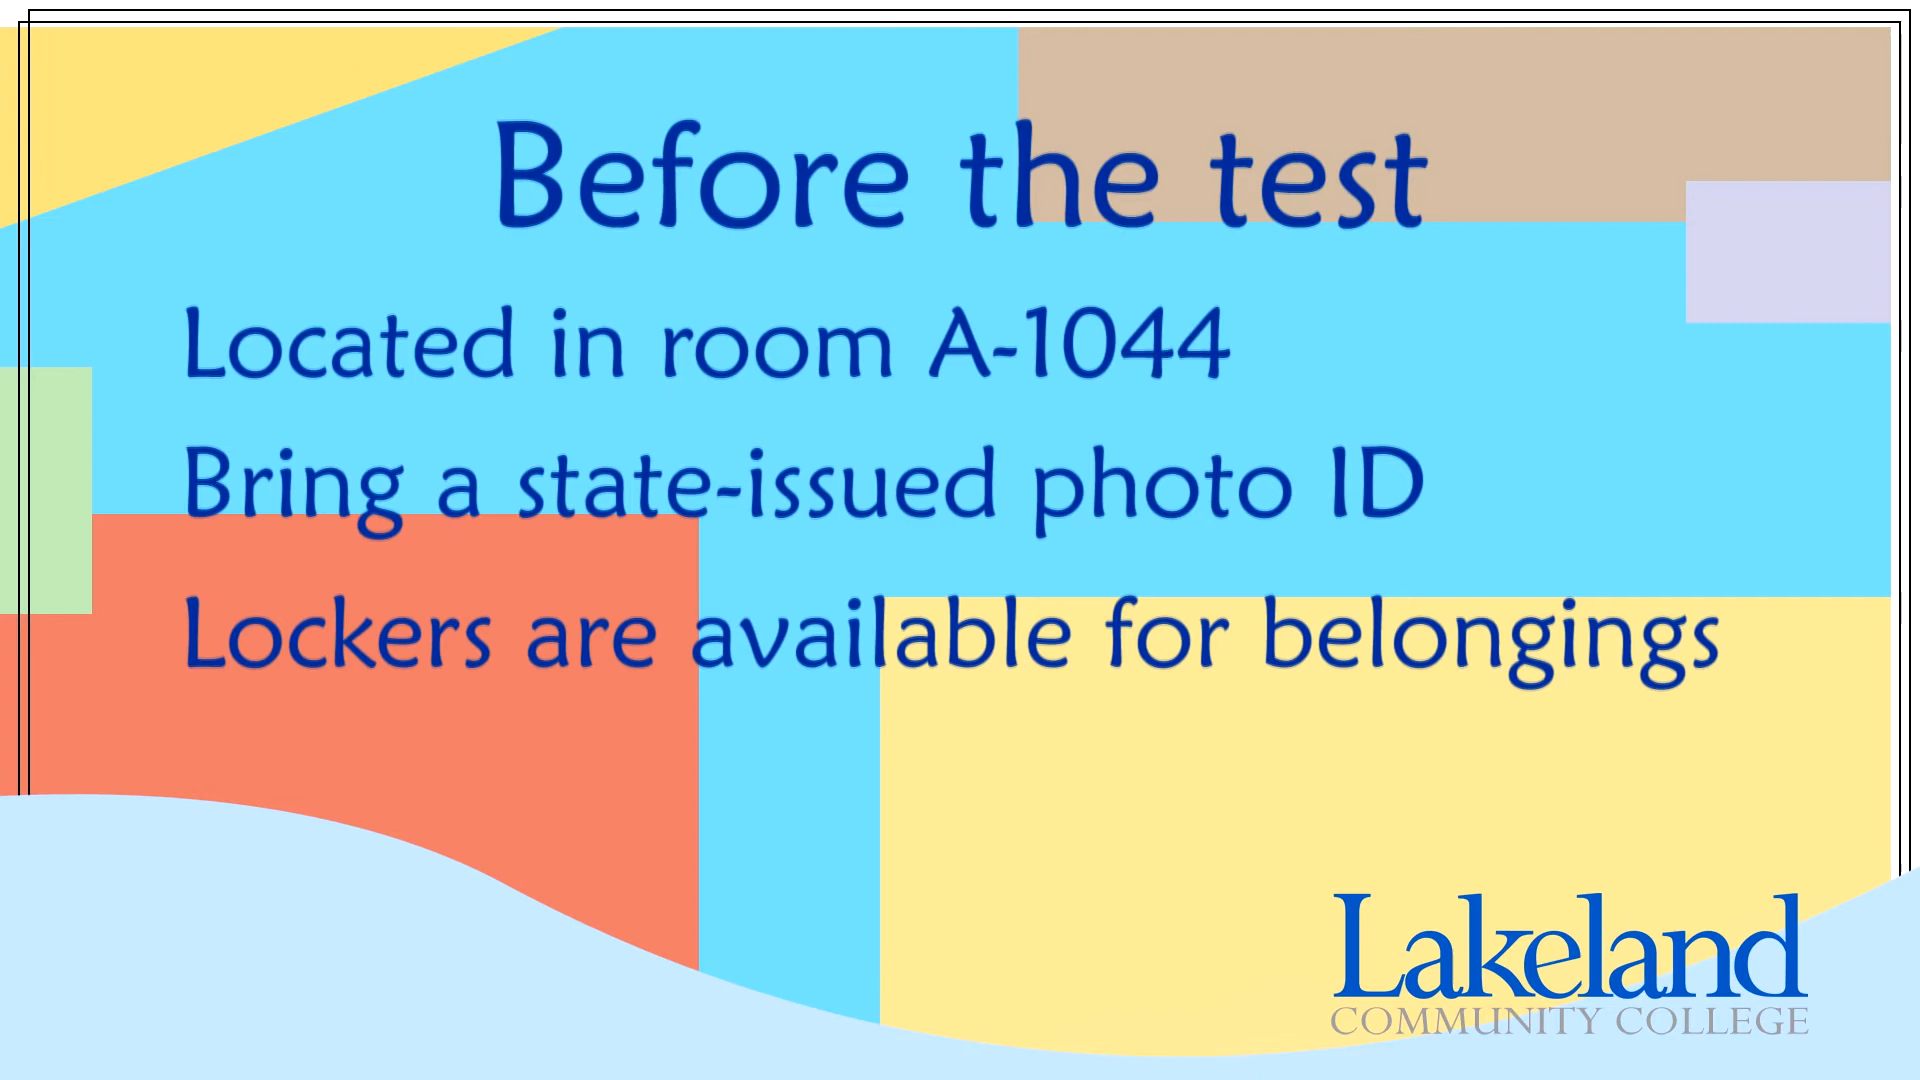 Before the test
Located in room A-1044
Bring a state-issued photo ID
Lockers are available for belongings
Lakeland
COMMUNITY COLLEGE